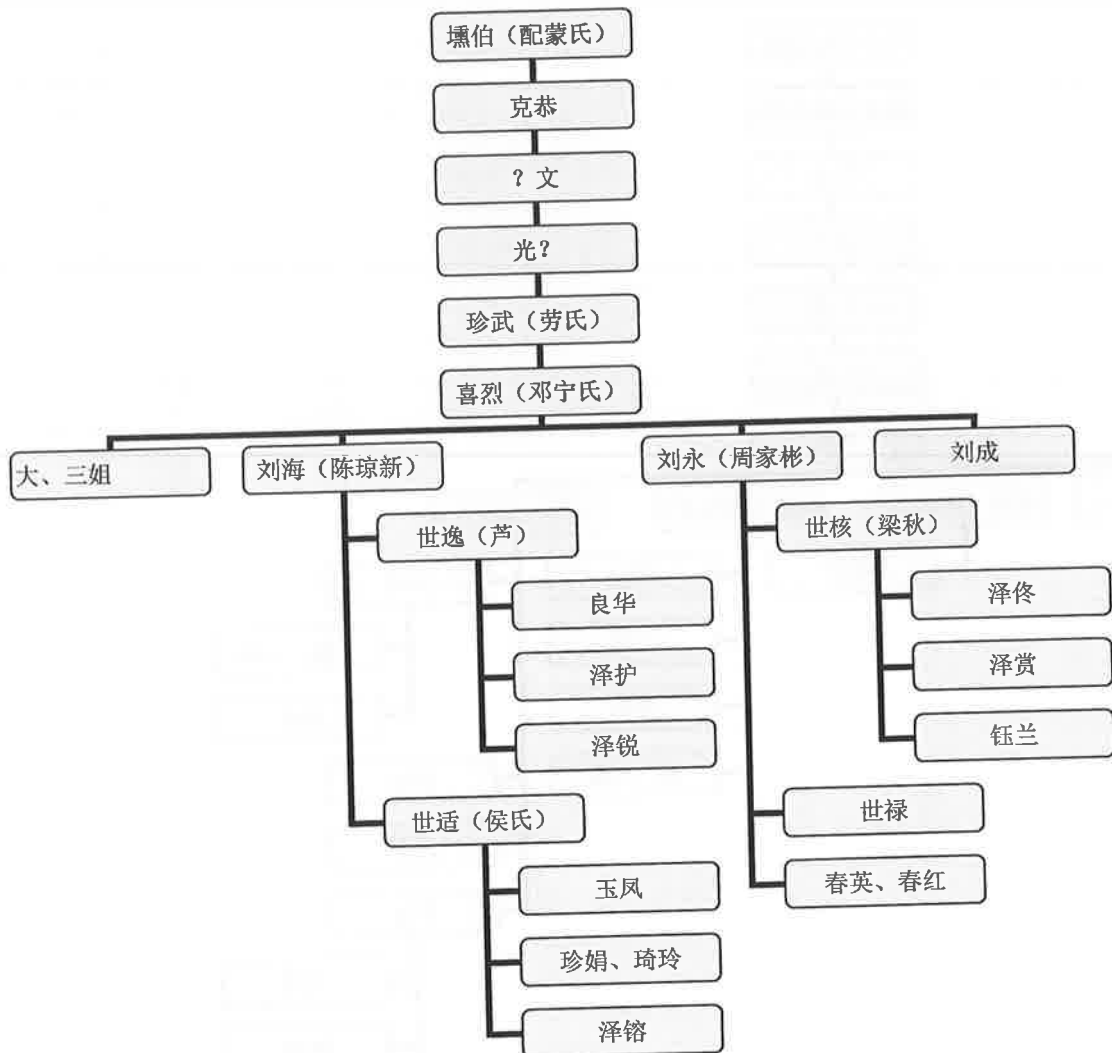 壎伯（配蒙氏）
克恭
？文
光？
珍武（劳氏）
喜烈（邓宁氏）
大、三姐
刘海（陈琼新）
刘永（周家彬）
刘成
世逸（芦）
良华
泽护
泽锐
世适（侯氏）
玉凤
珍娟、琦玲
泽镕
世核（梁秋）
泽佟
泽赏
钰兰
世禄
春英、春红